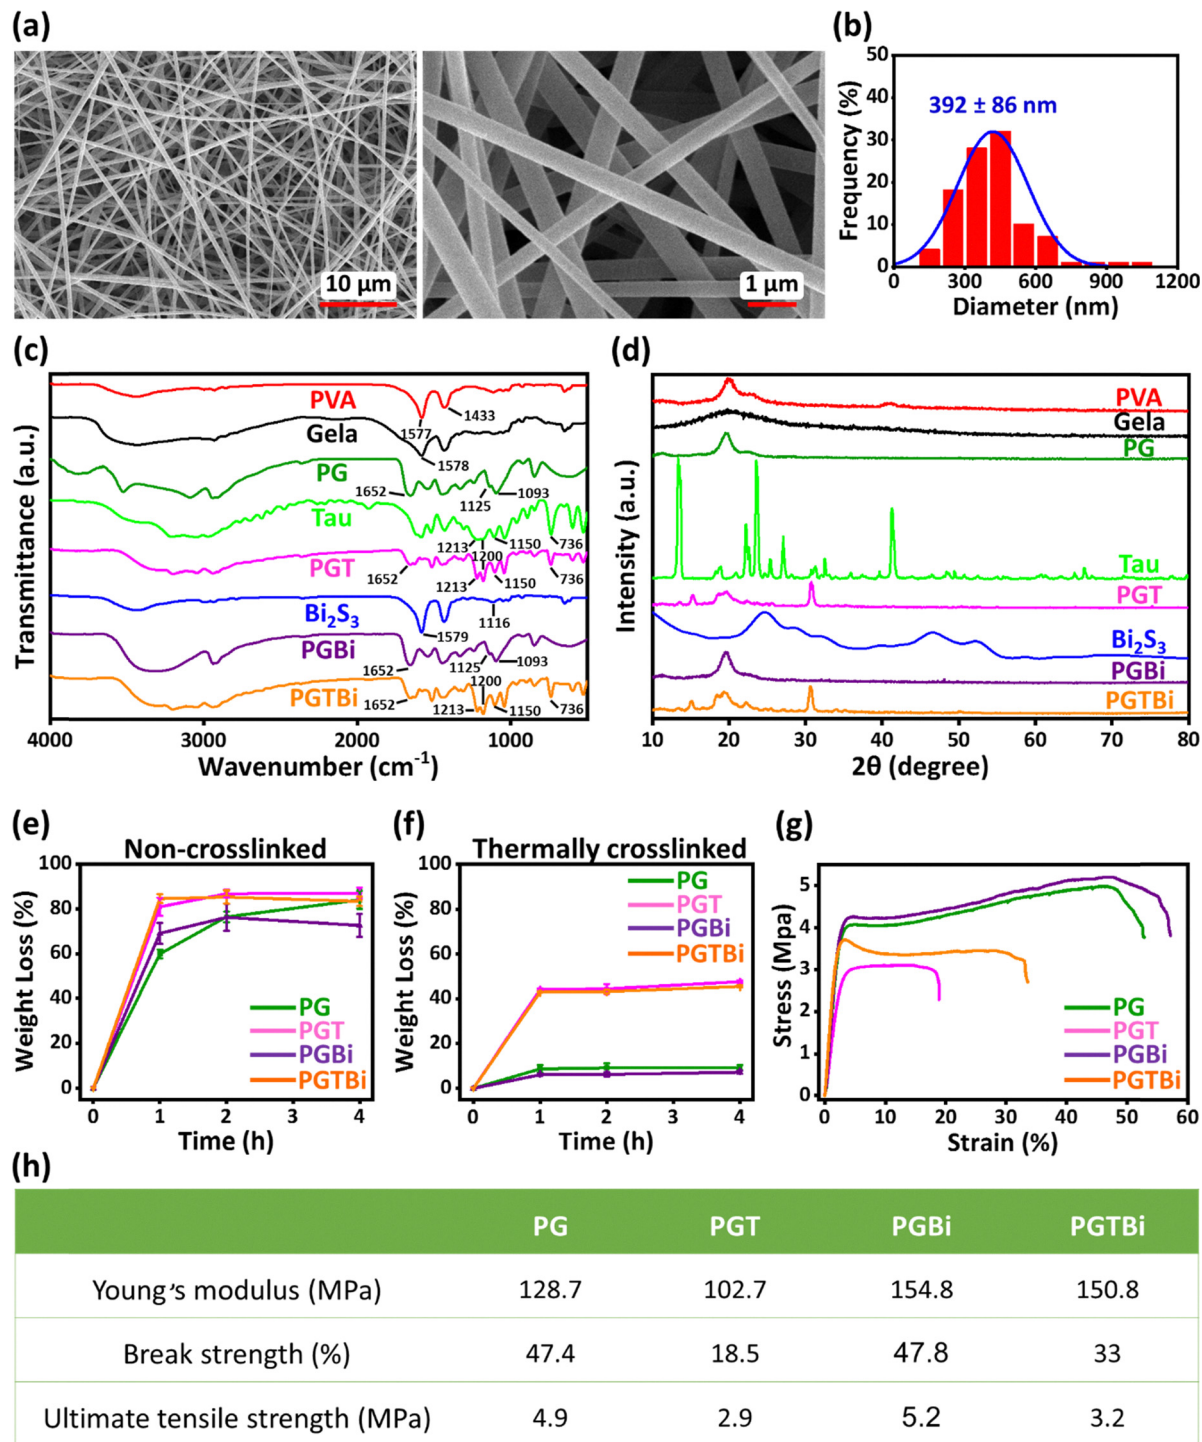 (a)
10 μm
1 μm
(b)
50
40
30
20
10
0
Frequency (%)
392 ± 86 nm
0 300 600 900 1200
Diameter (nm)
(c)
Transmittance (a.u.)
PVA
1433
1577
Gela
1578
PG
1652
1125
1093
Tau
1213
1200
1150
736
PGT
1652
1213
1150
736
Bi₂S₃
1116
1579
PGBi
1652
1125
1093
1200
PGTBi
1652
1213
1150
736
4000 3000 2000 1000
Wavenumber (cm⁻¹)
(d)
Intensity (a.u.)
PVA
Gela
PG
Tau
PGT
Bi₂S₃
PGBi
PGTBi
10 20 30 40 50 60 70 80
2θ (degree)
(e)
Non-crosslinked
100
80
60
40
20
0
Weight Loss (%)
PG
PGT
PGBi
PGTBi
0 1 2 3 4
Time (h)
(f)
Thermally crosslinked
100
80
60
40
20
0
Weight Loss (%)
PG
PGT
PGBi
PGTBi
0 1 2 3 4
Time (h)
(g)
5
4
3
2
1
0
Stress (Mpa)
PG
PGT
PGBi
PGTBi
0 10 20 30 40 50 60
Strain (%)
(h)
PG PGT PGBi PGTBi
Young's modulus (MPa) 128.7 102.7 154.8 150.8
Break strength (%) 47.4 18.5 47.8 33
Ultimate tensile strength (MPa) 4.9 2.9 5.2 3.2